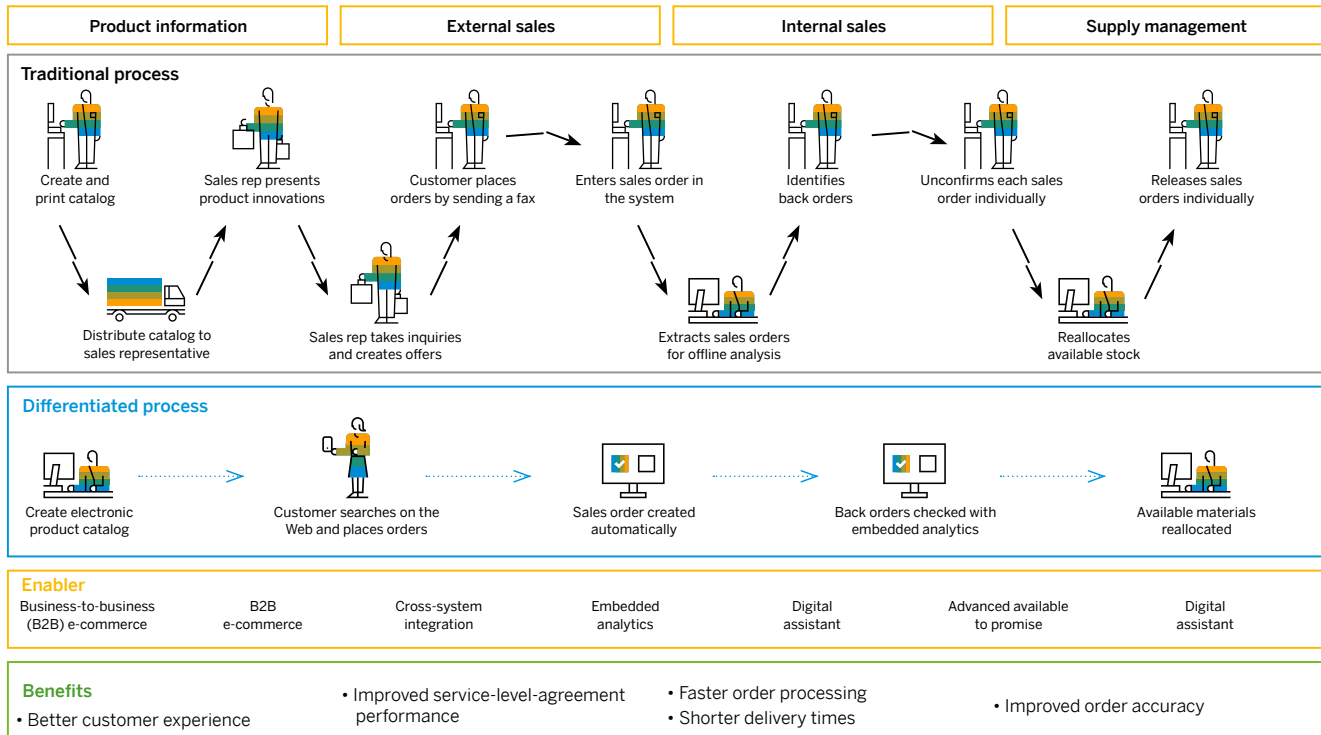 Product information
External sales
Internal sales
Supply management
Traditional process
Create and
print catalog
Sales rep presents
product innovations
Customer places
orders by sending a fax
Enters sales order in
the system
Identifies
back orders
Unconfirms each sales
order individually
Releases sales
orders individually
Distribute catalog to
sales representative
Sales rep takes inquiries
and creates offers
Extracts sales orders
for offline analysis
Reallocates
available stock
Differentiated process
Create electronic
product catalog
Customer searches on the
Web and places orders
Sales order created
automatically
Back orders checked with
embedded analytics
Available materials
reallocated
Enabler
Business-to-business
(B2B) e-commerce
B2B
e-commerce
Cross-system
integration
Embedded
analytics
Digital
assistant
Advanced available
to promise
Digital
assistant
Benefits
• Better customer experience
• Improved service-level-agreement
performance
• Faster order processing
• Shorter delivery times
• Improved order accuracy